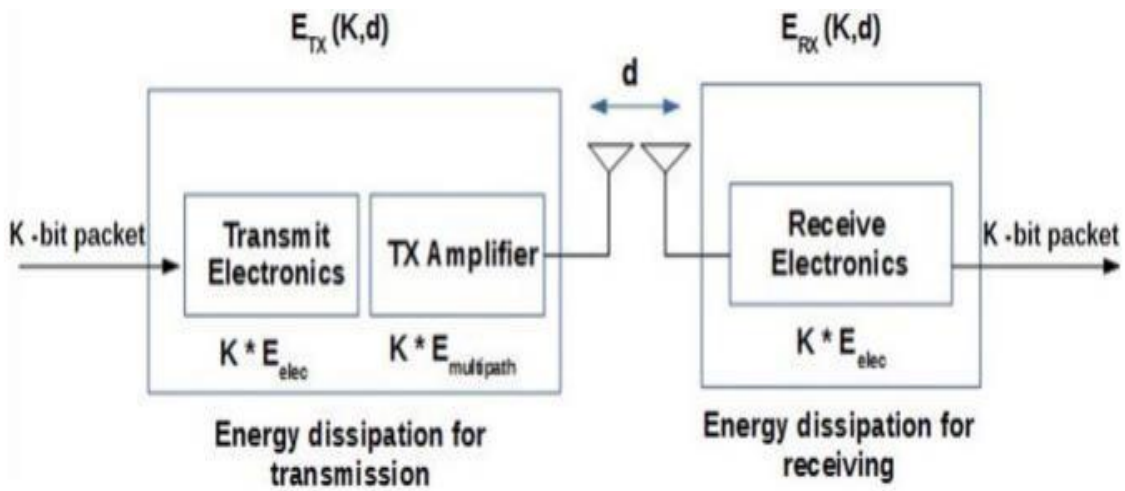 E_TX (K,d)
E_RX (K,d)
d
K -bit packet
Transmit
Electronics
TX Amplifier
Receive
Electronics
K -bit packet
K * E_elec
K * E_multipath
K * E_elec
Energy dissipation for
transmission
Energy dissipation for
receiving